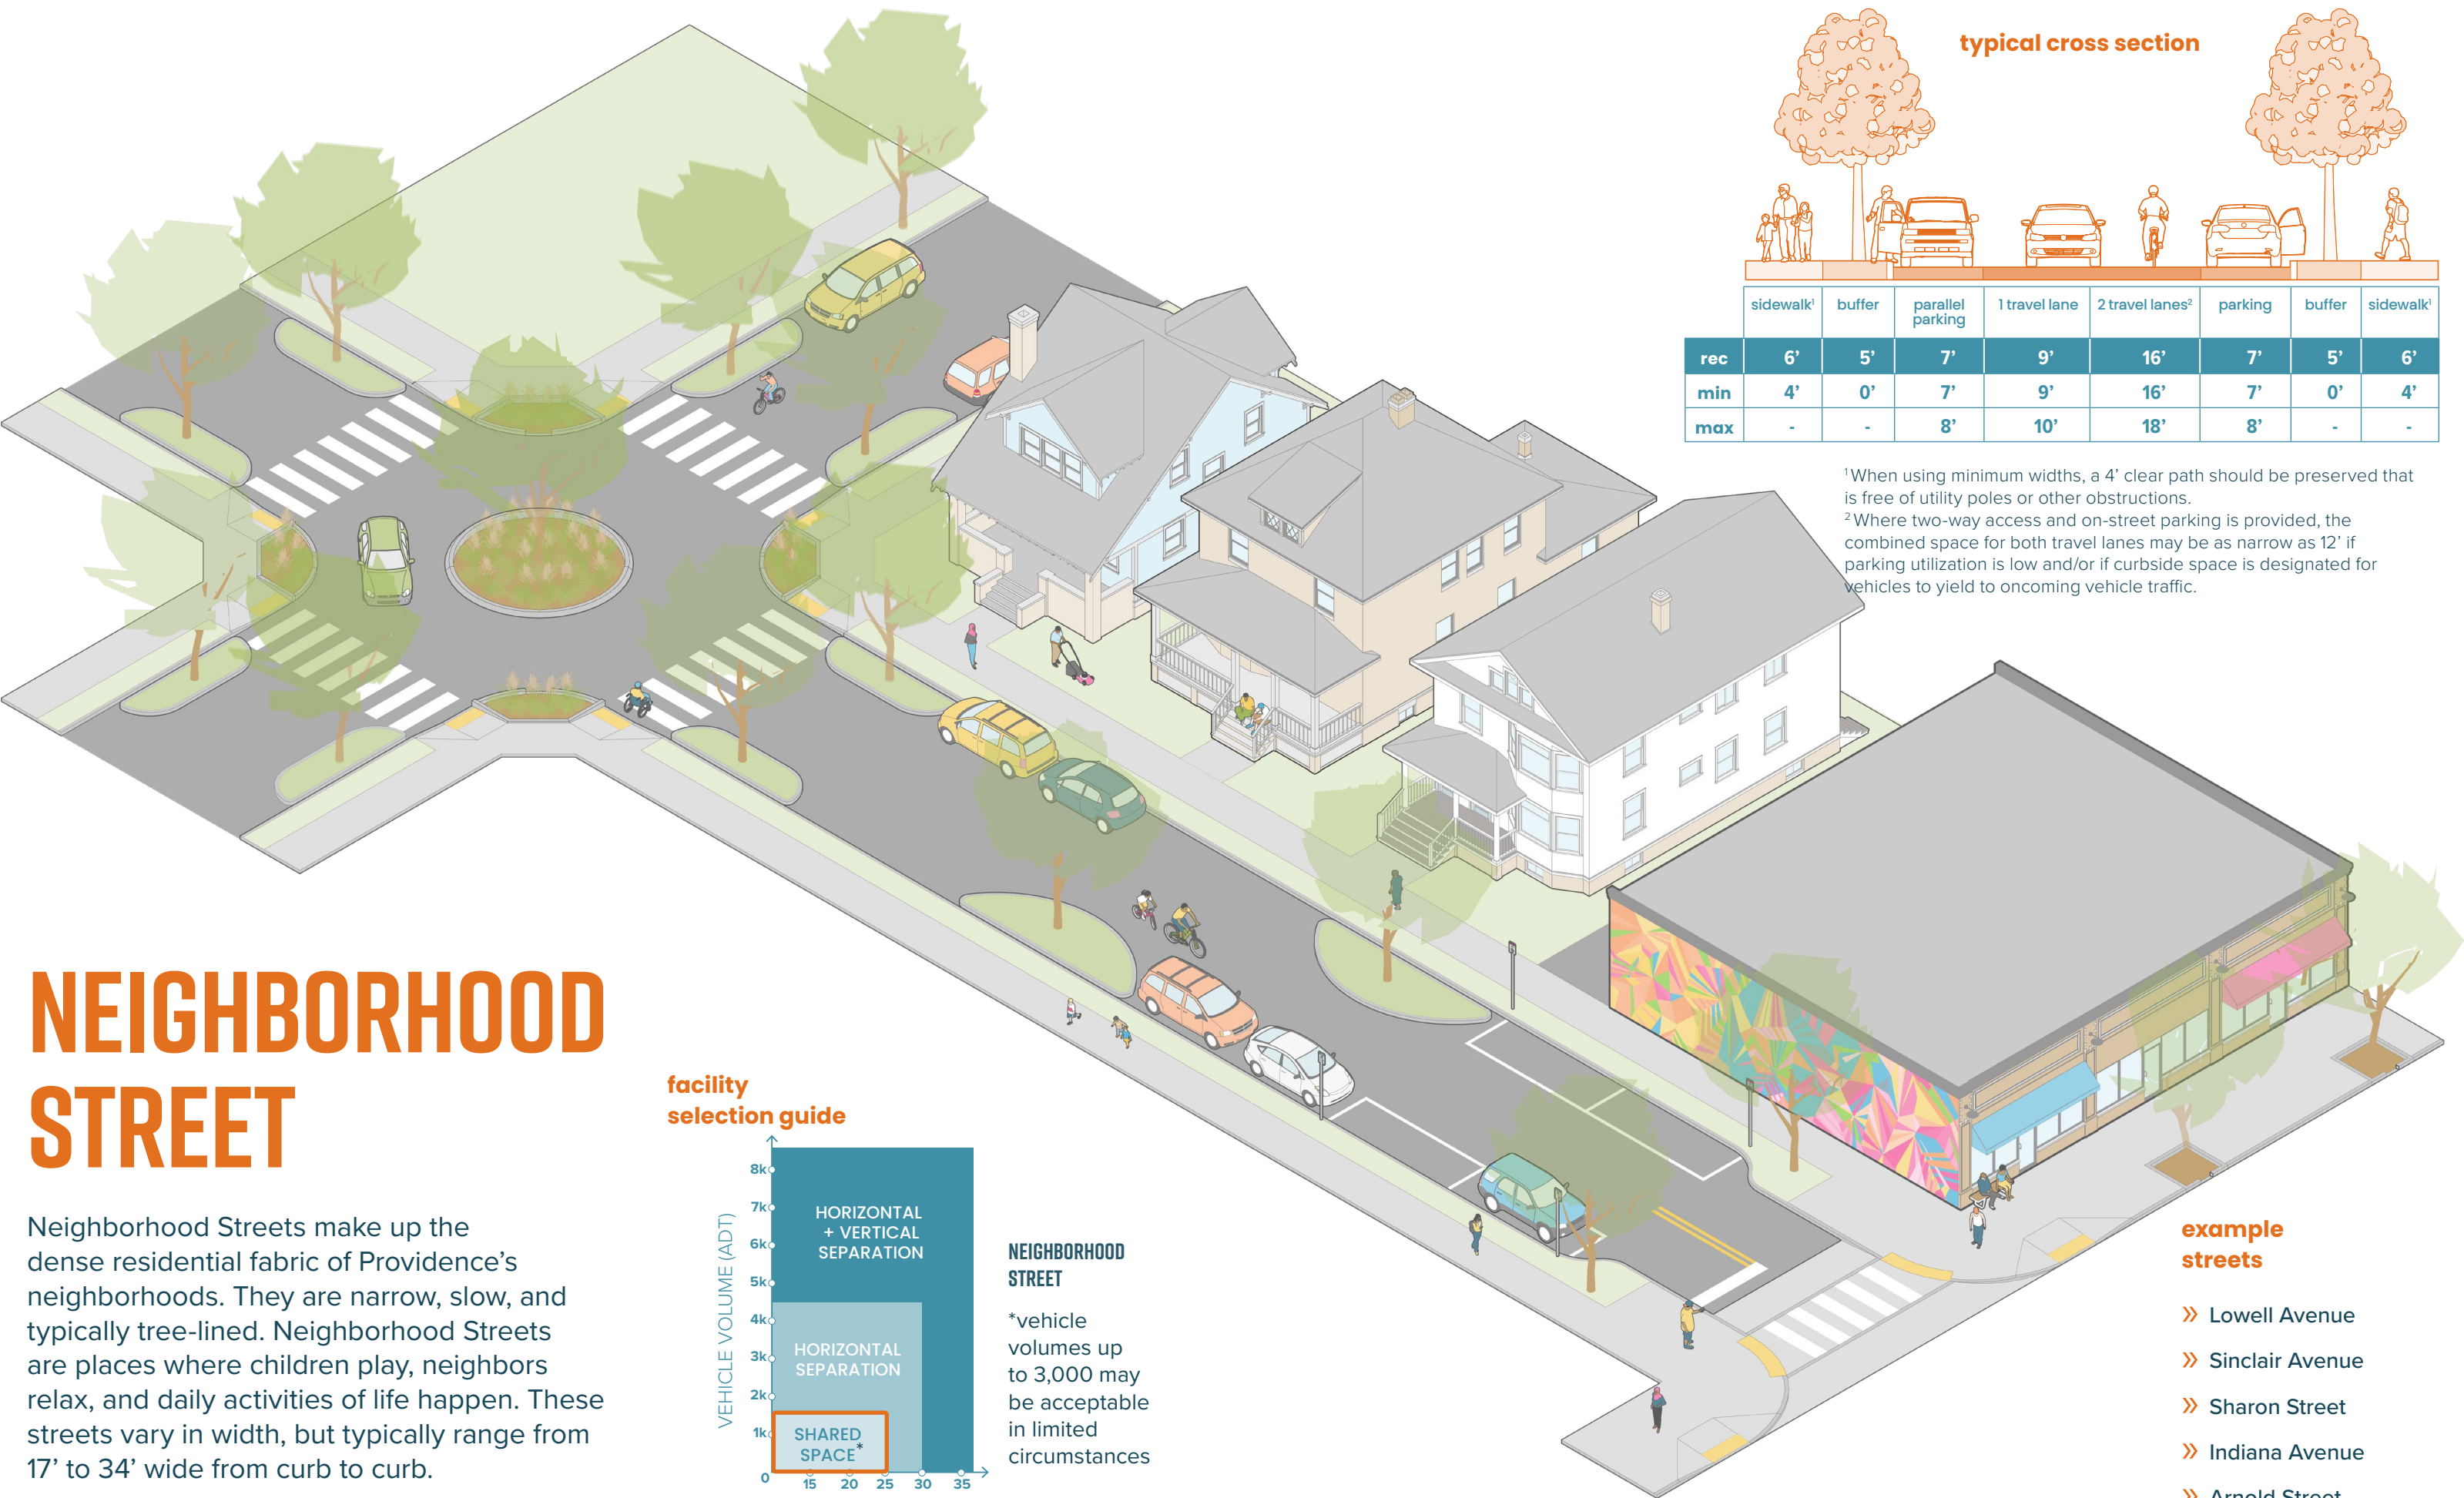 typical cross section
sidewalk¹ buffer parallel parking 1 travel lane 2 travel lanes² parking buffer sidewalk¹
rec 6’ 5’ 7’ 9’ 16’ 7’ 5’ 6’
min 4’ 0’ 7’ 9’ 16’ 7’ 0’ 4’
max - - 8’ 10’ 18’ 8’ - -
¹ When using minimum widths, a 4’ clear path should be preserved that
is free of utility poles or other obstructions.
² Where two-way access and on-street parking is provided, the
combined space for both travel lanes may be as narrow as 12’ if
parking utilization is low and/or if curbside space is designated for
vehicles to yield to oncoming vehicle traffic.
NEIGHBORHOOD
STREET
Neighborhood Streets make up the
dense residential fabric of Providence’s
neighborhoods. They are narrow, slow, and
typically tree-lined. Neighborhood Streets
are places where children play, neighbors
relax, and daily activities of life happen. These
streets vary in width, but typically range from
17’ to 34’ wide from curb to curb.
facility
selection guide
VEHICLE VOLUME (ADT)
8k
7k
6k
5k
4k
3k
2k
1k
0
15 20 25 30 35
HORIZONTAL
+ VERTICAL
SEPARATION
HORIZONTAL
SEPARATION
SHARED
SPACE*
NEIGHBORHOOD
STREET
*vehicle
volumes up
to 3,000 may
be acceptable
in limited
circumstances
example
streets
» Lowell Avenue
» Sinclair Avenue
» Sharon Street
» Indiana Avenue
» Arnold Street